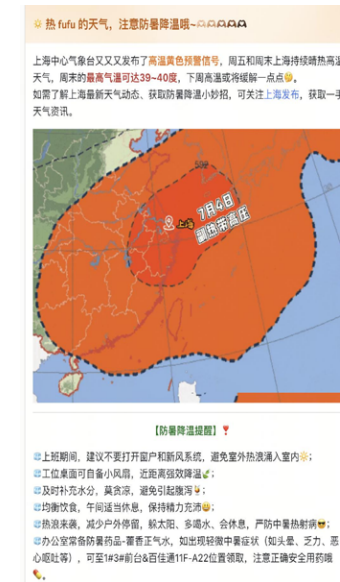 热 fufu 的天气，注意防暑降温哦~
上海中心气象台又又又发布了高温黄色预警信号，周五和周末上海持续晴热高温
天气，周末的最高气温可达39~40度，下周高温或将缓解一点点。
如需了解上海最新天气动态、获取防暑降温小妙招，可关注上海发布，获取一手
天气资讯。
7月4日
副热带高压
上海
【防暑降温提醒】
上班期间，建议不要打开窗户和新风系统，避免室外热浪涌入室内；
工位桌面可自备小风扇，近距离强效降温；
及时补充水分，莫贪凉，避免引起腹泻；
均衡饮食，午间适当休息，保持精力充沛；
热浪来袭，减少户外停留，躲太阳、多喝水、会休息，严防中暑热射病；
办公室常备防暑药品-藿香正气水，如出现轻微中暑症状（如头晕、乏力、恶
心呕吐等），可至1#3#前台&百佳通11F-A22位置领取，注意正确安全用药哦
。